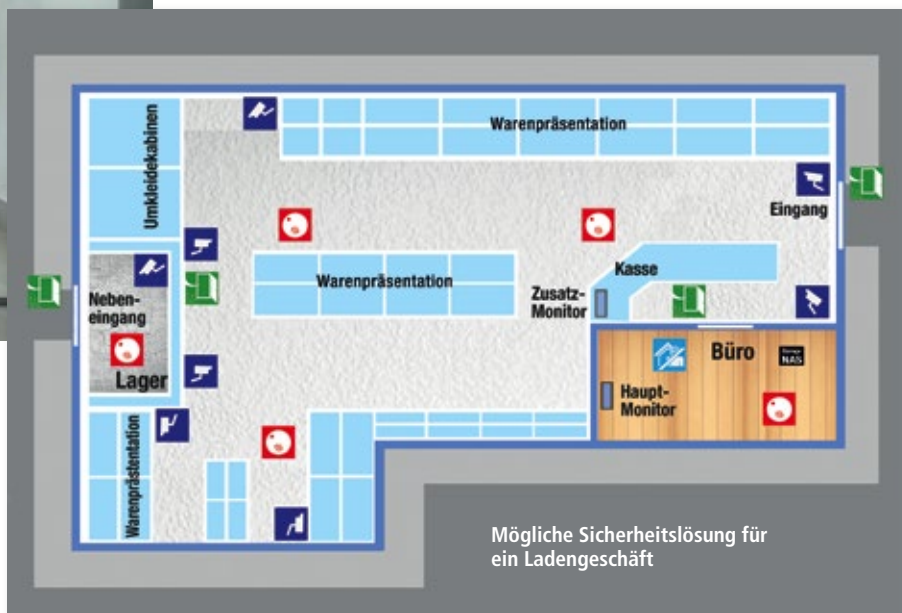 Umkleidekabinen
Warenpräsentation
Eingang
Neben-
eingang
Lager
Warenpräsentation
Kasse
Zusatz-
Monitor
Büro
NAS
Haupt-
Monitor
Warenprästentation
Mögliche Sicherheitslösung für
ein Ladengeschäft